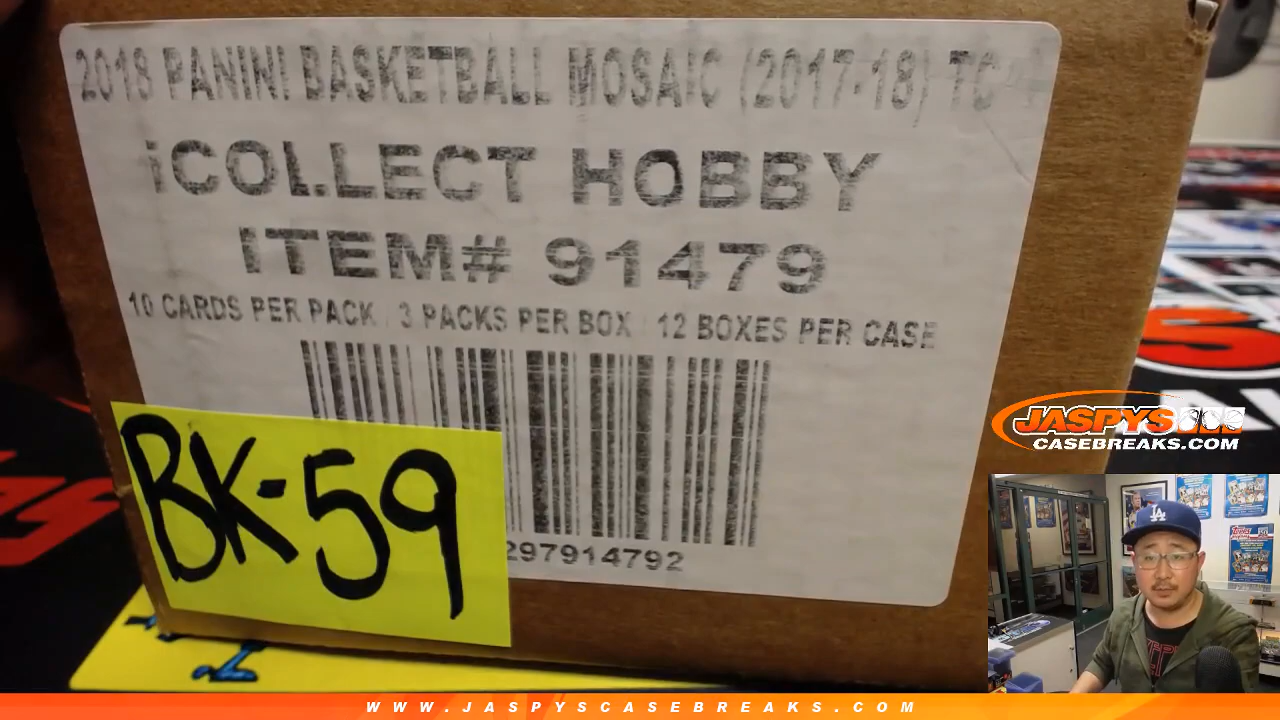 2018 PANINI BASKETBALL MOSAIC (2017-18) TC
iCOLLECT HOBBY
ITEM# 91479
10 CARDS PER PACK 3 PACKS PER BOX 12 BOXES PER CASE
297914792
BK-59
JASPYS
CASEBREAKS.COM
LA
WWW.JASPYSCASEBREAKS.COM